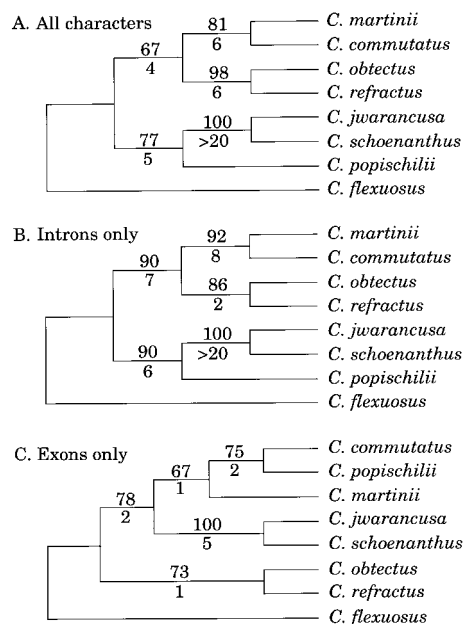 A. All characters
81
C. martinii
67
6
C. commutatus
4
98
C. obtectus
6
C. refractus
100
C. jwarancusa
77
>20
C. schoenanthus
5
C. popischilii
C. flexuosus
B. Introns only
92
C. martinii
90
8
C. commutatus
7
86
C. obtectus
2
C. refractus
100
C. jwarancusa
90
>20
C. schoenanthus
6
C. popischilii
C. flexuosus
C. Exons only
75
C. commutatus
67
2
C. popischilii
1
C. martinii
78
2
100
C. jwarancusa
5
C. schoenanthus
73
C. obtectus
1
C. refractus
C. flexuosus